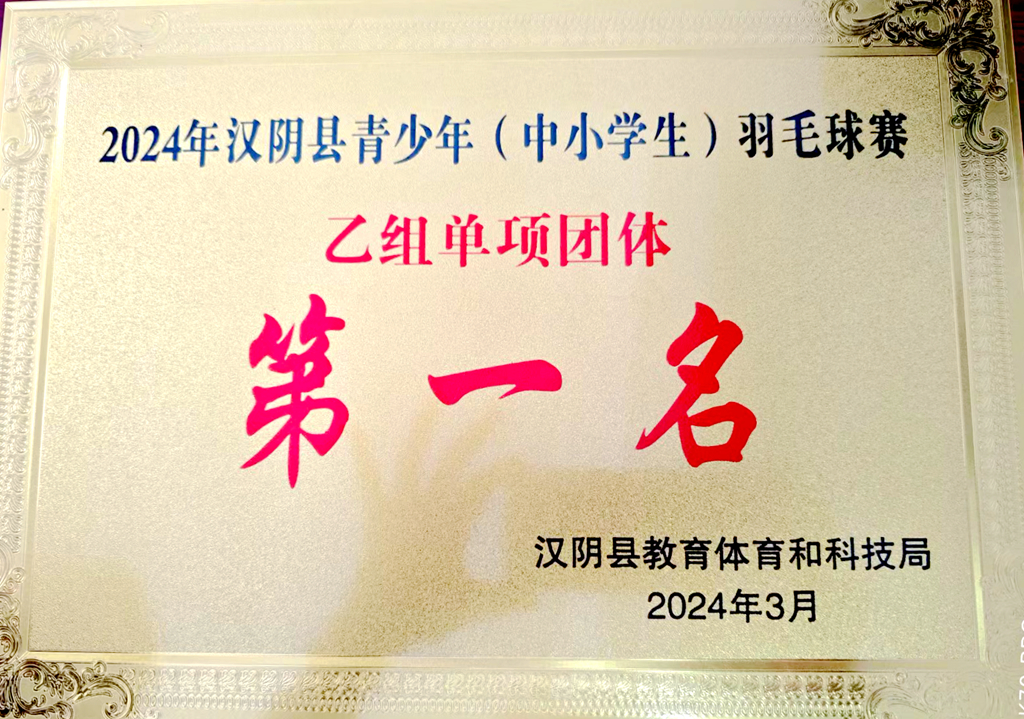 2024年汉阴县青少年（中小学生）羽毛球赛
乙组单项团体
第一名
汉阴县教育体育和科技局
2024年3月